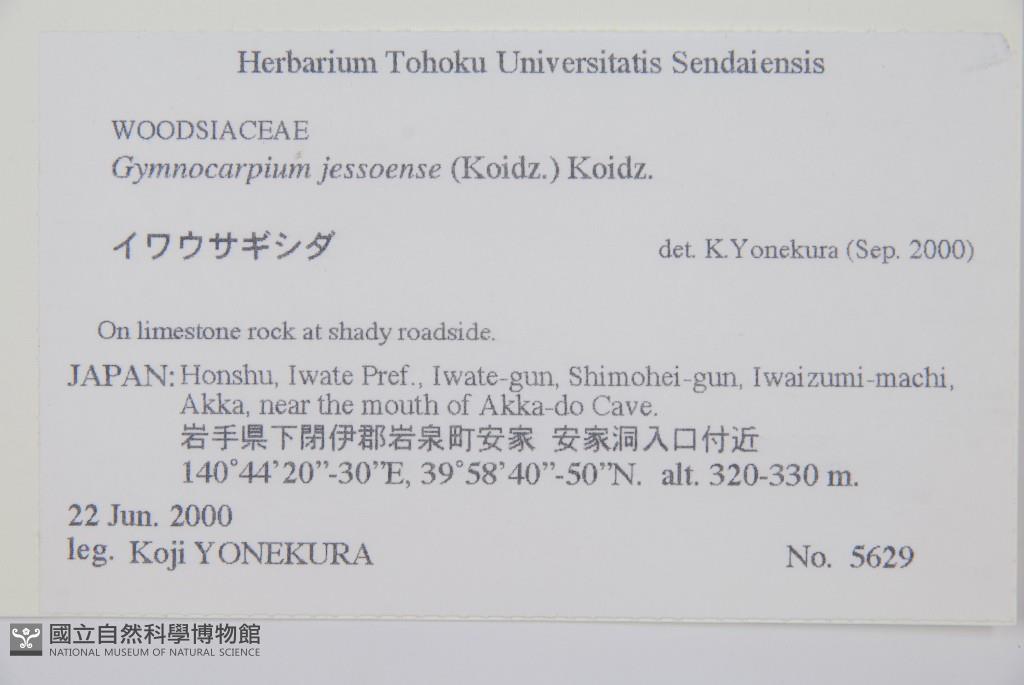 Herbarium Tohoku Universitatis Sendaiensis
WOODSIACEAE
Gymnocarpium jessoense (Koidz.) Koidz.
イワウサギシダ det. K.Yonekura (Sep. 2000)
On limestone rock at shady roadside.
JAPAN: Honshu, Iwate Pref., Iwate-gun, Shimohei-gun, Iwaizumi-machi,
Akka, near the mouth of Akka-do Cave.
岩手県下閉伊郡岩泉町安家 安家洞入口付近
140°44'20”-30”E, 39°58'40”-50”N. alt. 320-330 m.
22 Jun. 2000
leg. Koji YONEKURA No. 5629
國立自然科學博物館
NATIONAL MUSEUM OF NATURAL SCIENCE